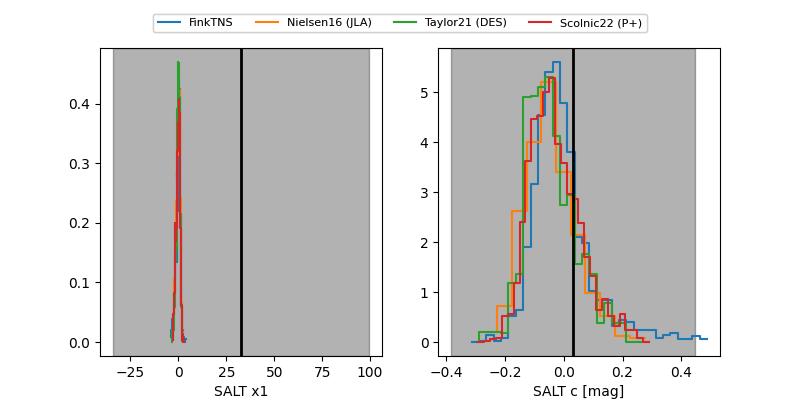 FinkTNS Nielsen16 (JLA) Taylor21 (DES) Scolnic22 (P+)
0.4
0.3
0.2
0.1
0.0
−25 0 25 50 75 100
SALT x1
5
4
3
2
1
0
−0.4 −0.2 0.0 0.2 0.4
SALT c [mag]